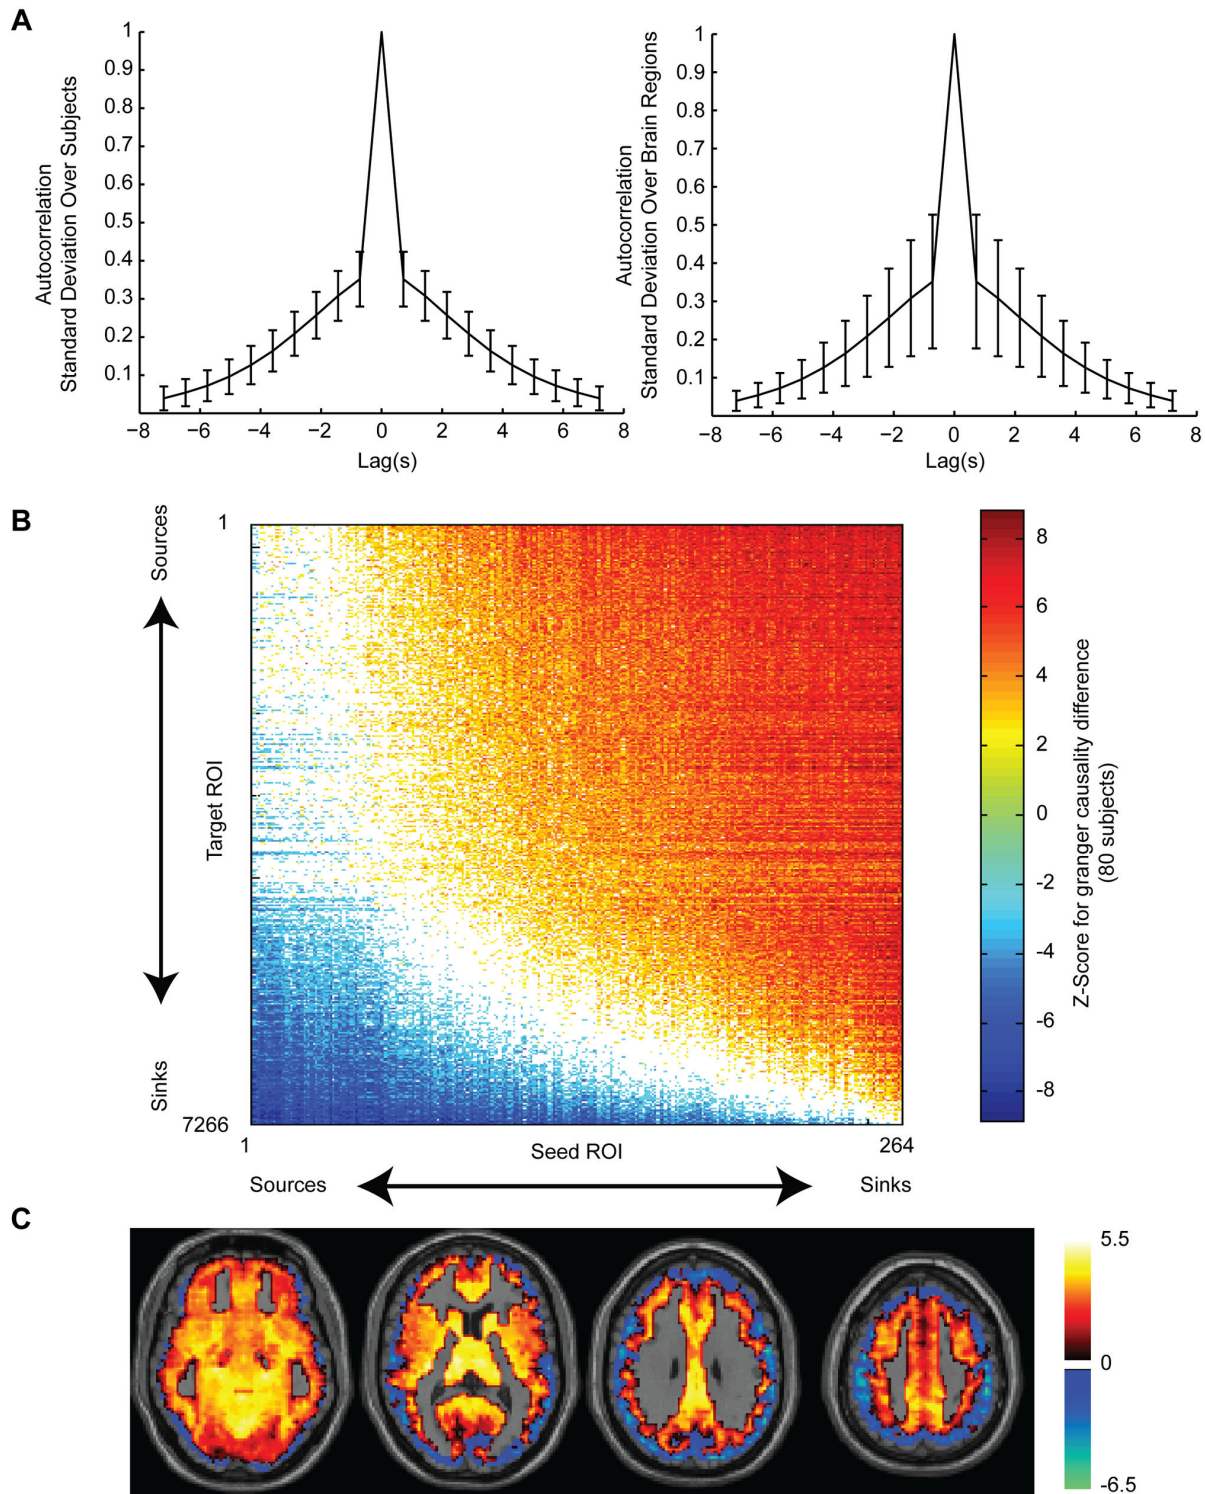 A
Autocorrelation
Standard Deviation Over Subjects
1
0.9
0.8
0.7
0.6
0.5
0.4
0.3
0.2
0.1
−8 −6 −4 −2 0 2 4 6 8
Lag(s)
Autocorrelation
Standard Deviation Over Brain Regions
1
0.9
0.8
0.7
0.6
0.5
0.4
0.3
0.2
0.1
−8 −6 −4 −2 0 2 4 6 8
Lag(s)
B
Sources
Sinks
Target ROI
1
7266
1 264
Seed ROI
Sources Sinks
8
6
4
2
0
-2
-4
-6
-8
Z-Score for granger causality difference
(80 subjects)
C
5.5
0
-6.5